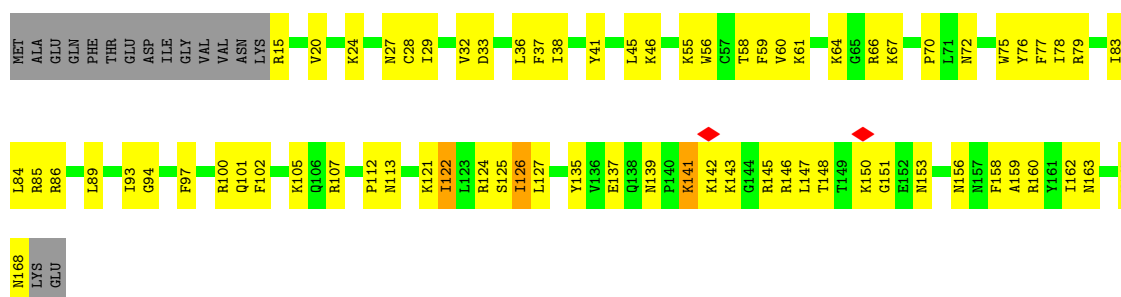 MET ALA GLU GLN PHE THR GLU ASP ILE GLY VAL VAL ASN LYS R15 V20 K24 N27 C28 I29 V32 D33 L36 F37 I38 Y41 L45 K46 K55 W56 C57 T58 F59 V60 K61 K64 G65 R66 K67 P70 L71 N72 W75 Y76 F77 I78 R79 I83
L84 R85 R86 L89 I93 G94 F97 R100 Q101 F102 K105 Q106 R107 P112 N113 K121 I122 L123 R124 S125 I126 L127 Y135 V136 E137 Q138 N139 P140 K141 K142 K143 G144 R145 R146 L147 T148 T149 K150 G151 E152 N153 N156 N157 F158 A159 R160 Y161 I162 N163
N168 LYS GLU